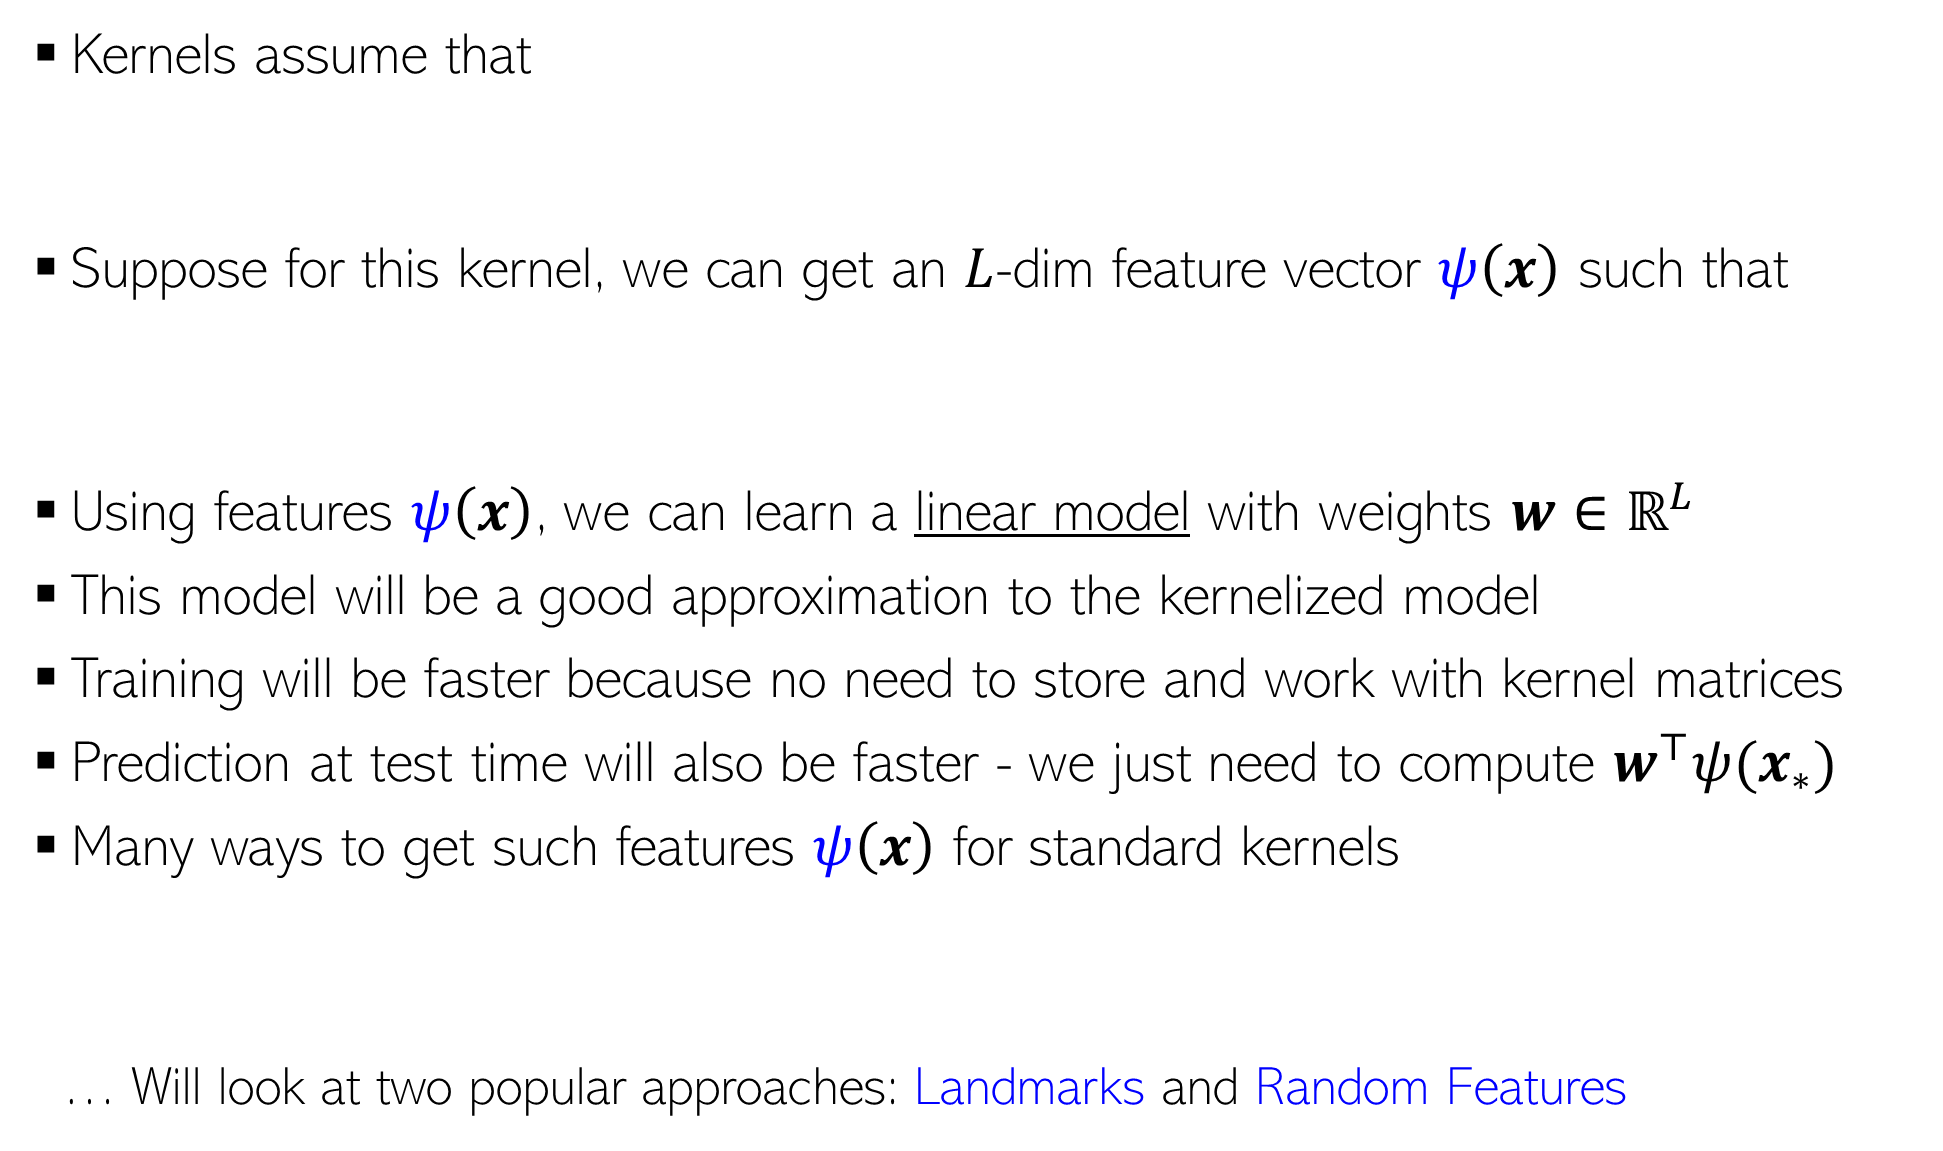 ▪ Kernels assume that
▪ Suppose for this kernel, we can get an L-dim feature vector ψ(x) such that
▪ Using features ψ(x), we can learn a linear model with weights w ∈ ℝᴸ
▪ This model will be a good approximation to the kernelized model
▪ Training will be faster because no need to store and work with kernel matrices
▪ Prediction at test time will also be faster - we just need to compute w⊤ψ(x∗)
▪ Many ways to get such features ψ(x) for standard kernels
… Will look at two popular approaches: Landmarks and Random Features